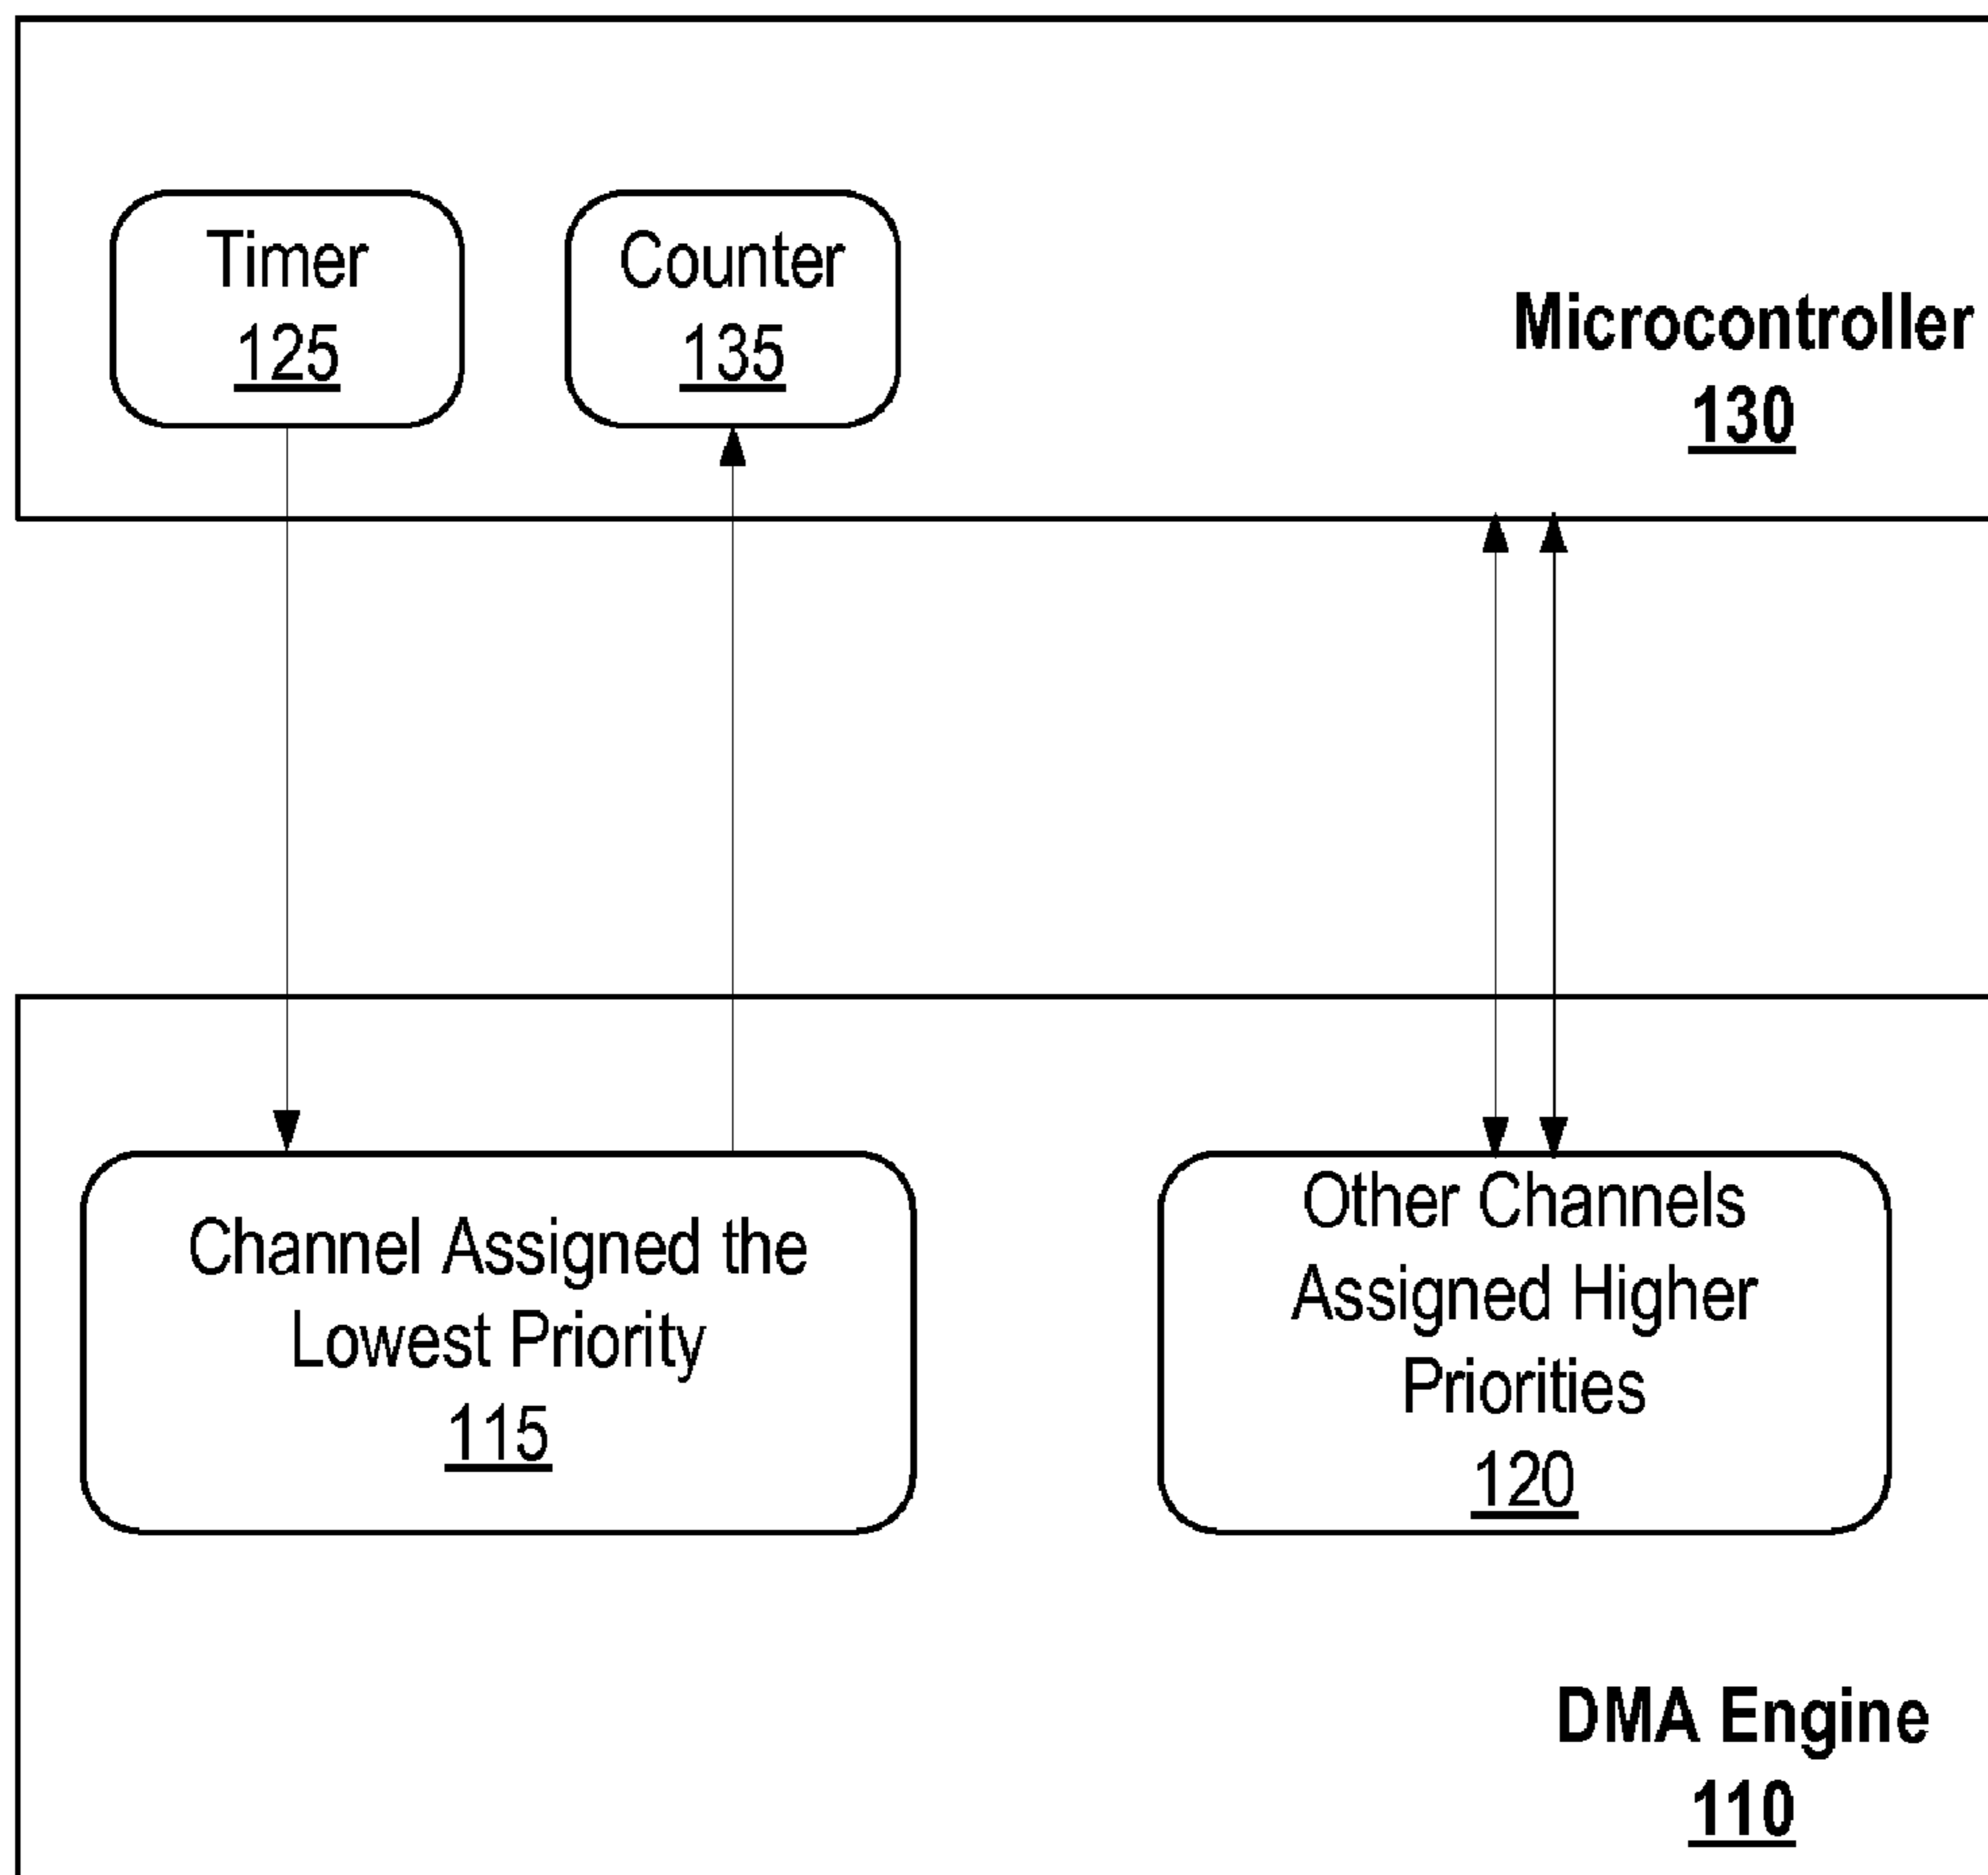 Timer
125
Counter
135
Microcontroller
130
Channel Assigned the
Lowest Priority
115
Other Channels
Assigned Higher
Priorities
120
DMA Engine
110